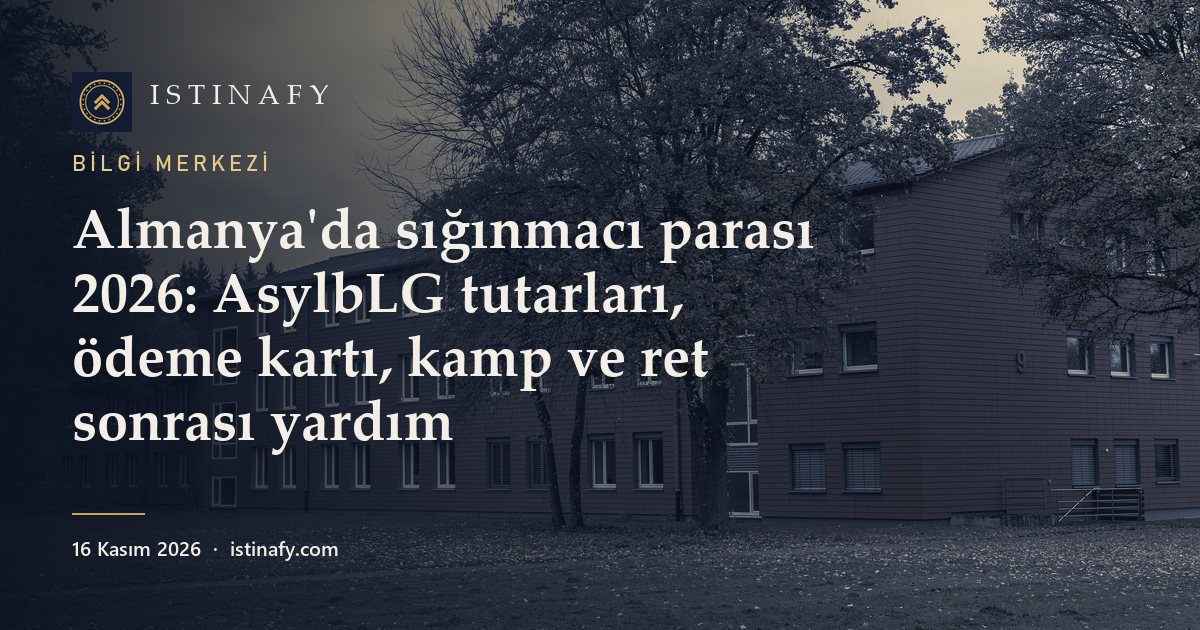 ISTINAFY
BİLGİ MERKEZİ
Almanya'da sığınmacı parası
2026: AsylbLG tutarları,
ödeme kartı, kamp ve ret
sonrası yardım
9
16 Kasım 2026 · istinafy.com